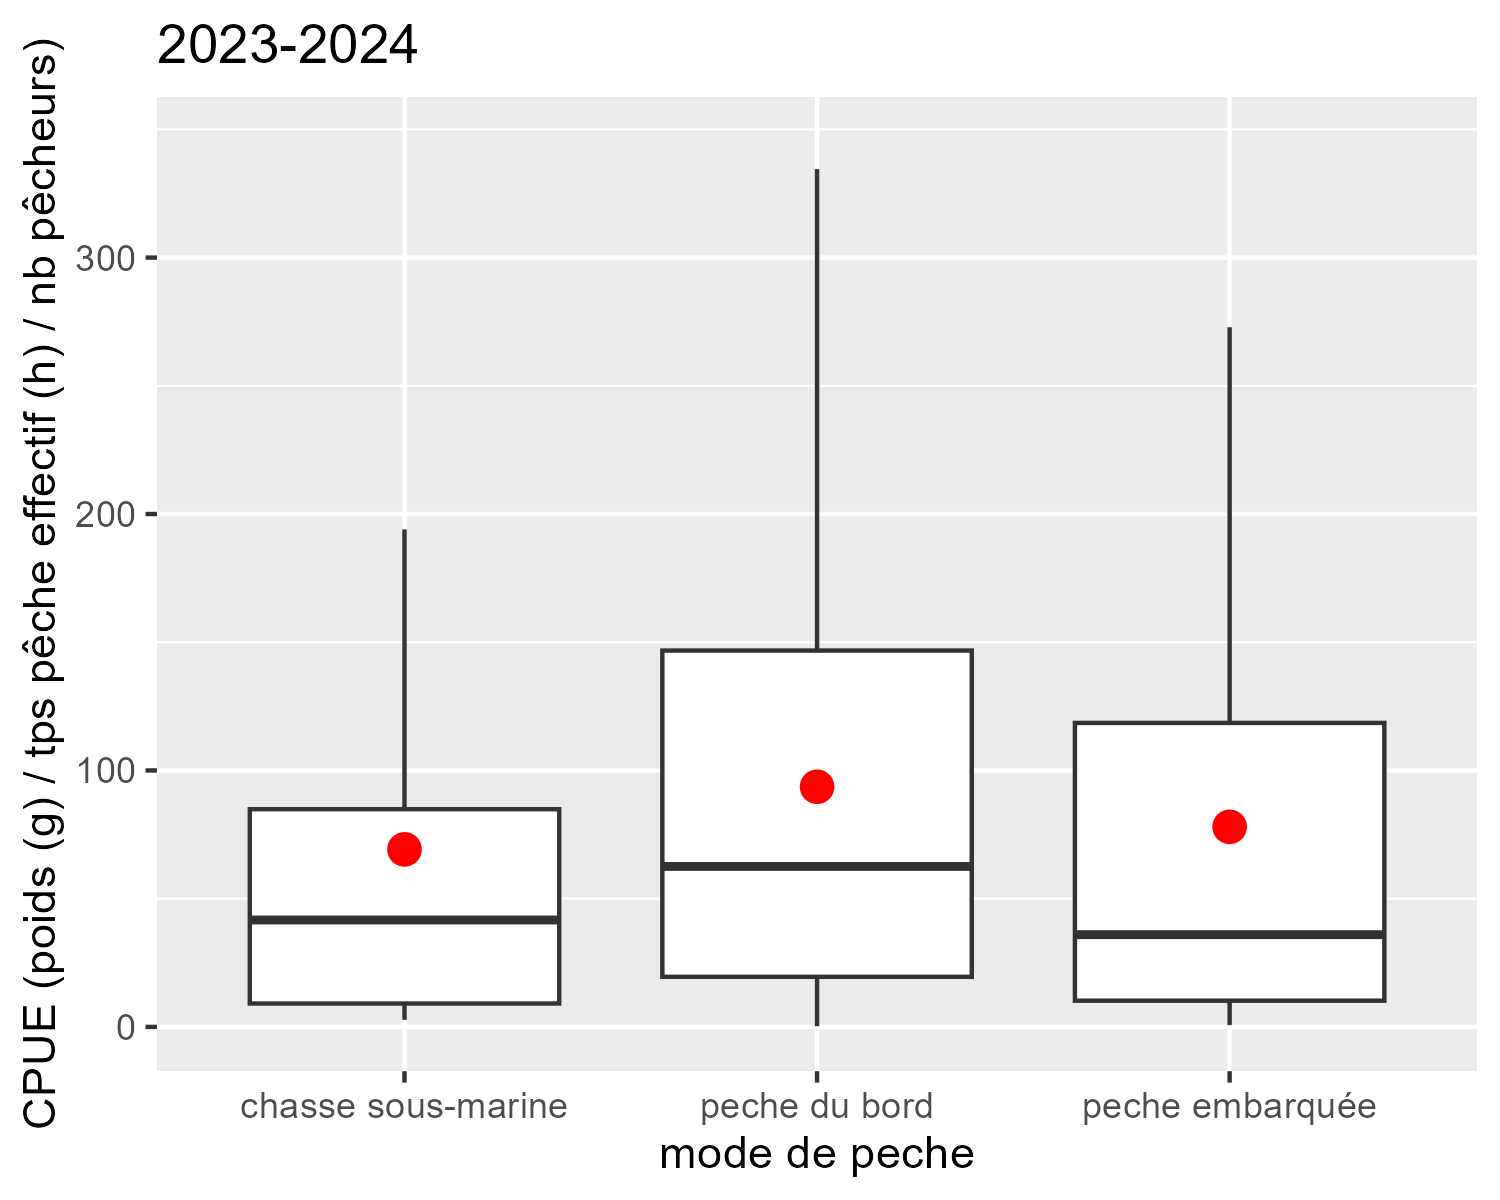 2023-2024
CPUE (poids (g) / tps pêche effectif (h) / nb pêcheurs)
300
200
100
0
chasse sous-marine
peche du bord
peche embarquée
mode de peche